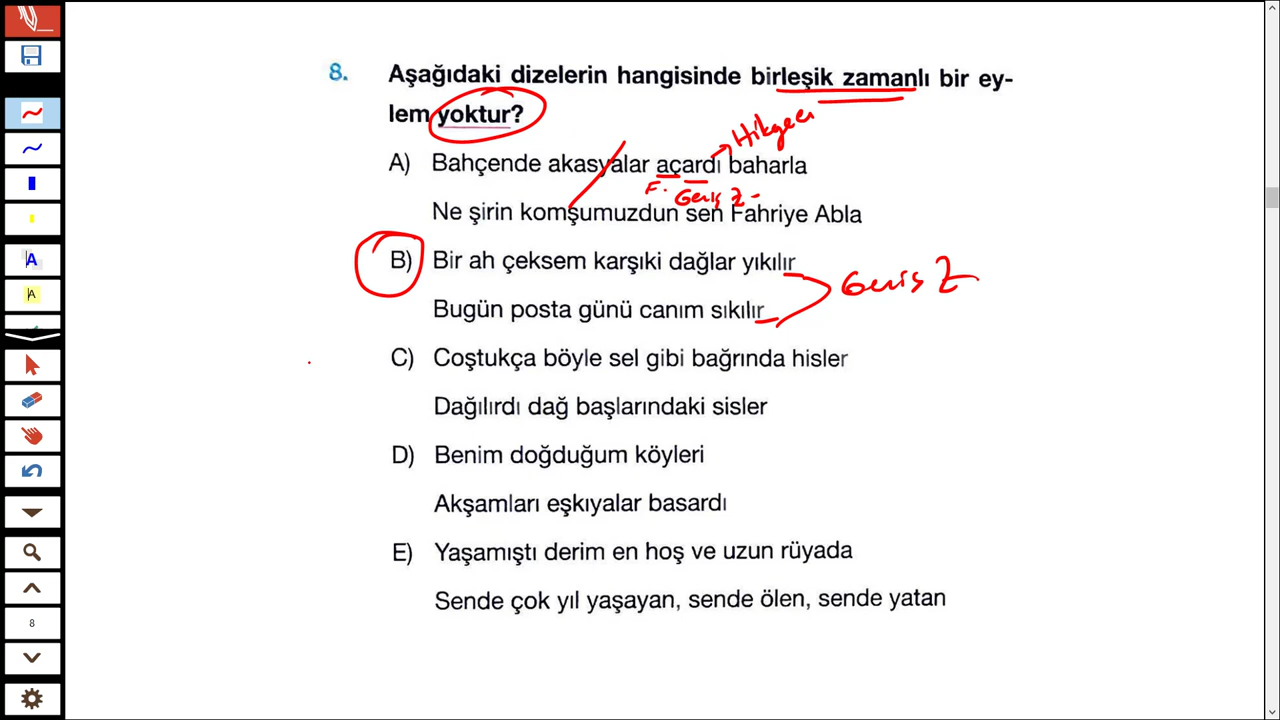 8. Aşağıdaki dizelerin hangisinde birleşik zamanlı bir ey-
lem yoktur?
Hikaye
A) Bahçende akasyalar açardı baharla
F. Geniş Z
Ne şirin komşumuzdun sen Fahriye Abla
B) Bir ah çeksem karşıki dağlar yıkılır
Geniş Z
Bugün posta günü canım sıkılır
C) Coştukça böyle sel gibi bağrında hisler
Dağılırdı dağ başlarındaki sisler
D) Benim doğduğum köyleri
Akşamları eşkıyalar basardı
E) Yaşamıştı derim en hoş ve uzun rüyada
Sende çok yıl yaşayan, sende ölen, sende yatan
A
A
8